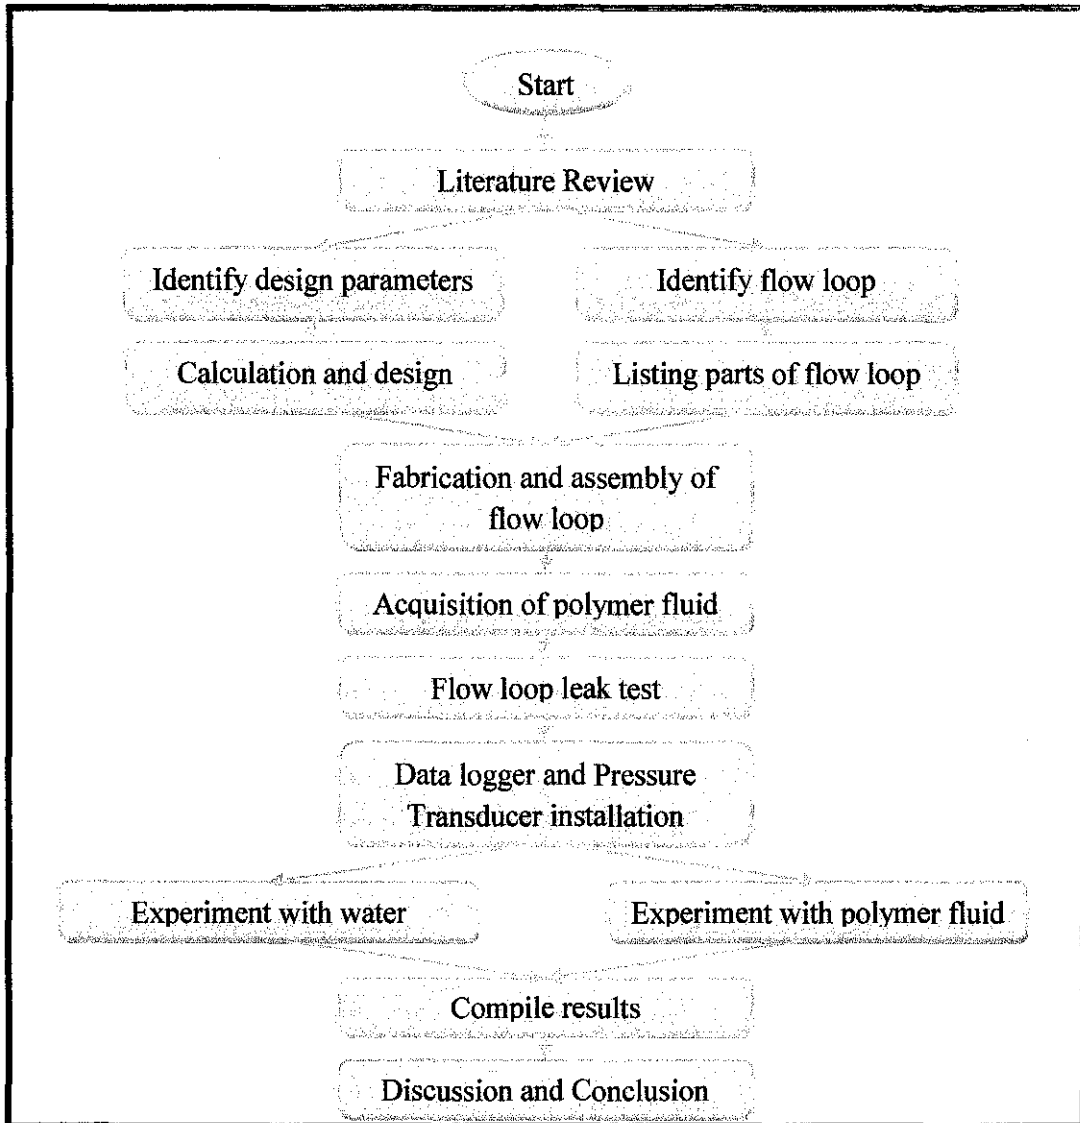 Start
Literature Review
Identify design parameters
Identify flow loop
Calculation and design
Listing parts of flow loop
Fabrication and assembly of
flow loop
Acquisition of polymer fluid
Flow loop leak test
Data logger and Pressure
Transducer installation
Experiment with water
Experiment with polymer fluid
Compile results
Discussion and Conclusion